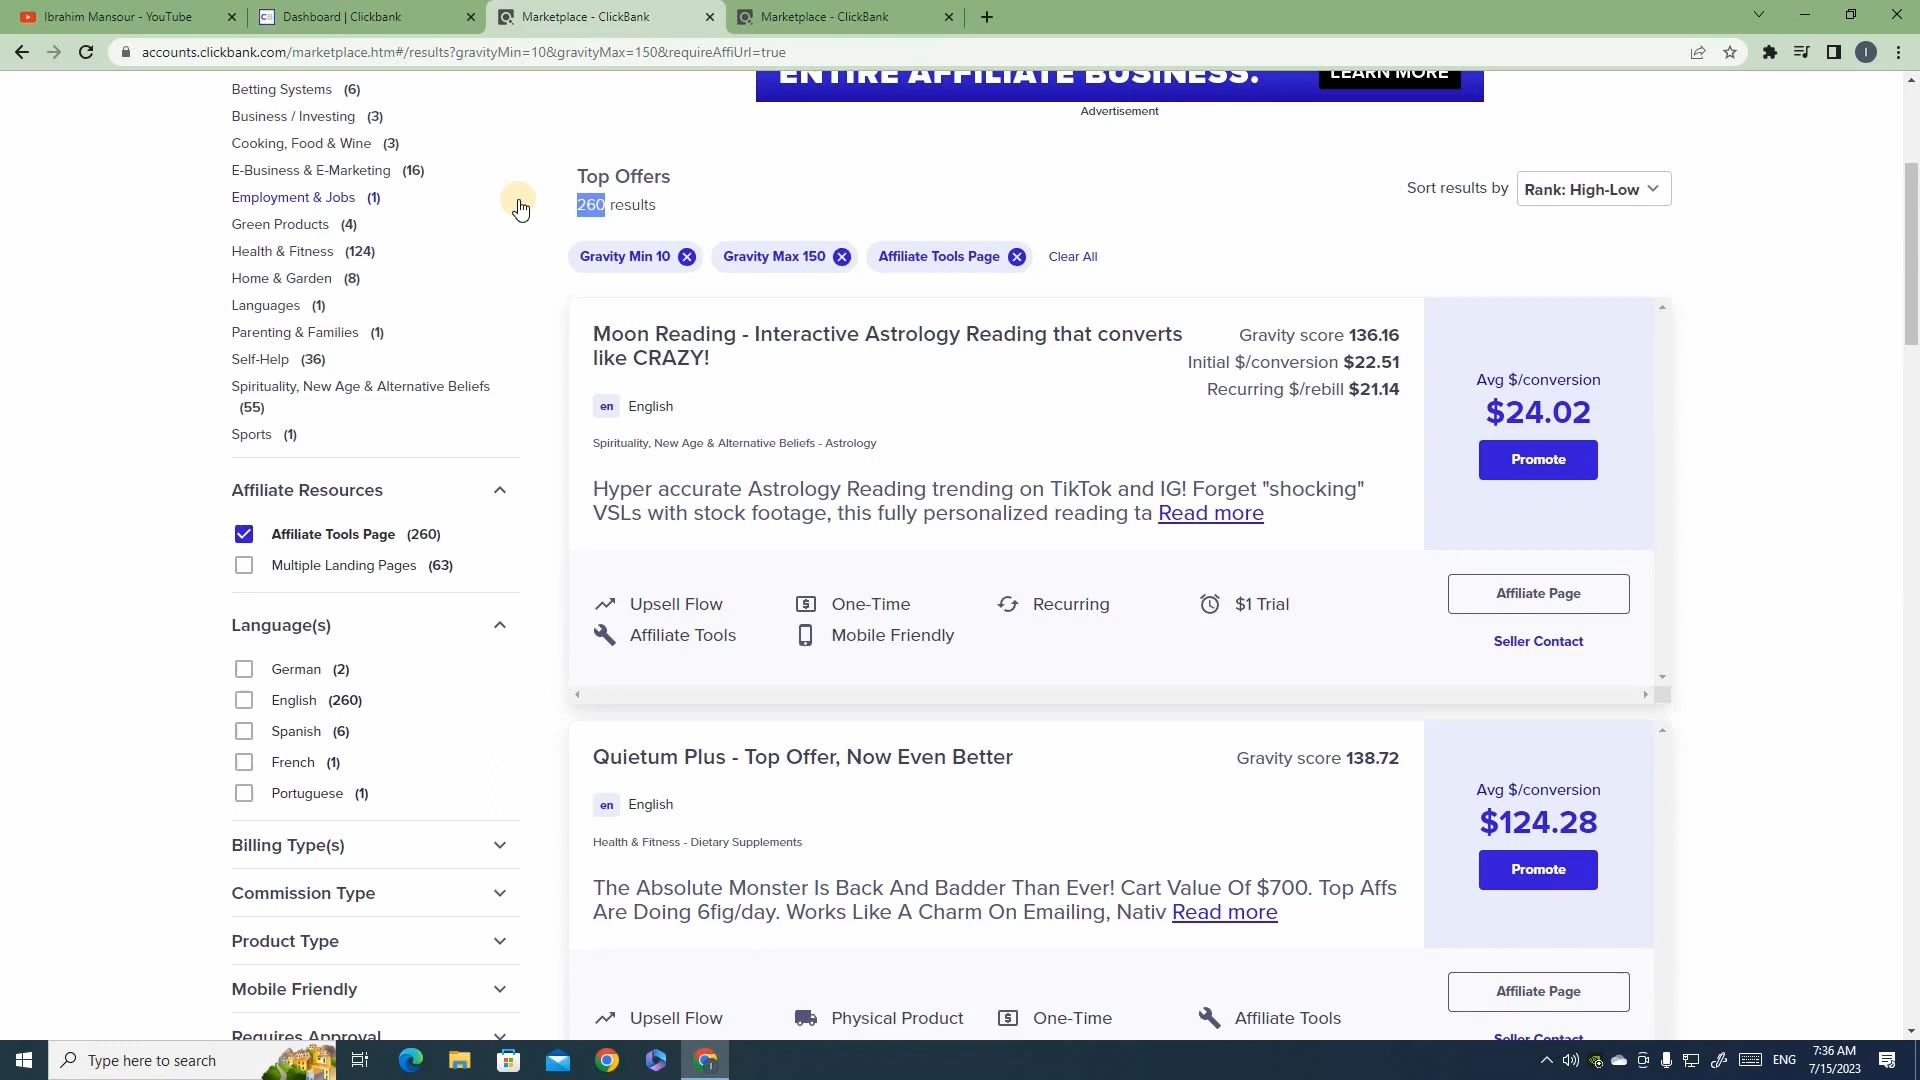 Ibrahim Mansour - YouTube
Dashboard | Clickbank
Marketplace - ClickBank
Marketplace - ClickBank
accounts.clickbank.com/marketplace.htm#/results?gravityMin=10&gravityMax=150&requireAffiUrl=true
I
ENTIRE AFFILIATE BUSINESS.
LEARN MORE
Advertisement
Betting Systems (6)
Business / Investing (3)
Cooking, Food & Wine (3)
E-Business & E-Marketing (16)
Employment & Jobs (1)
Green Products (4)
Health & Fitness (124)
Home & Garden (8)
Languages (1)
Parenting & Families (1)
Self-Help (36)
Spirituality, New Age & Alternative Beliefs
(55)
Sports (1)
Affiliate Resources
Affiliate Tools Page (260)
Multiple Landing Pages (63)
Language(s)
German (2)
English (260)
Spanish (6)
French (1)
Portuguese (1)
Billing Type(s)
Commission Type
Product Type
Mobile Friendly
Requires Approval
Top Offers
260 results
Sort results by Rank: High-Low
Gravity Min 10
Gravity Max 150
Affiliate Tools Page
Clear All
Moon Reading - Interactive Astrology Reading that converts
like CRAZY!
Gravity score 136.16
Initial $/conversion $22.51
Recurring $/rebill $21.14
en English
Spirituality, New Age & Alternative Beliefs - Astrology
Hyper accurate Astrology Reading trending on TikTok and IG! Forget "shocking"
VSLs with stock footage, this fully personalized reading ta Read more
Avg $/conversion
$24.02
Promote
Upsell Flow
One-Time
Recurring
$1 Trial
Affiliate Tools
Mobile Friendly
Affiliate Page
Seller Contact
Quietum Plus - Top Offer, Now Even Better
Gravity score 138.72
en English
Health & Fitness - Dietary Supplements
The Absolute Monster Is Back And Badder Than Ever! Cart Value Of $700. Top Affs
Are Doing 6fig/day. Works Like A Charm On Emailing, Nativ Read more
Avg $/conversion
$124.28
Promote
Upsell Flow
Physical Product
One-Time
Affiliate Tools
Affiliate Page
Seller Contact
Type here to search
ENG
7:36 AM
7/15/2023